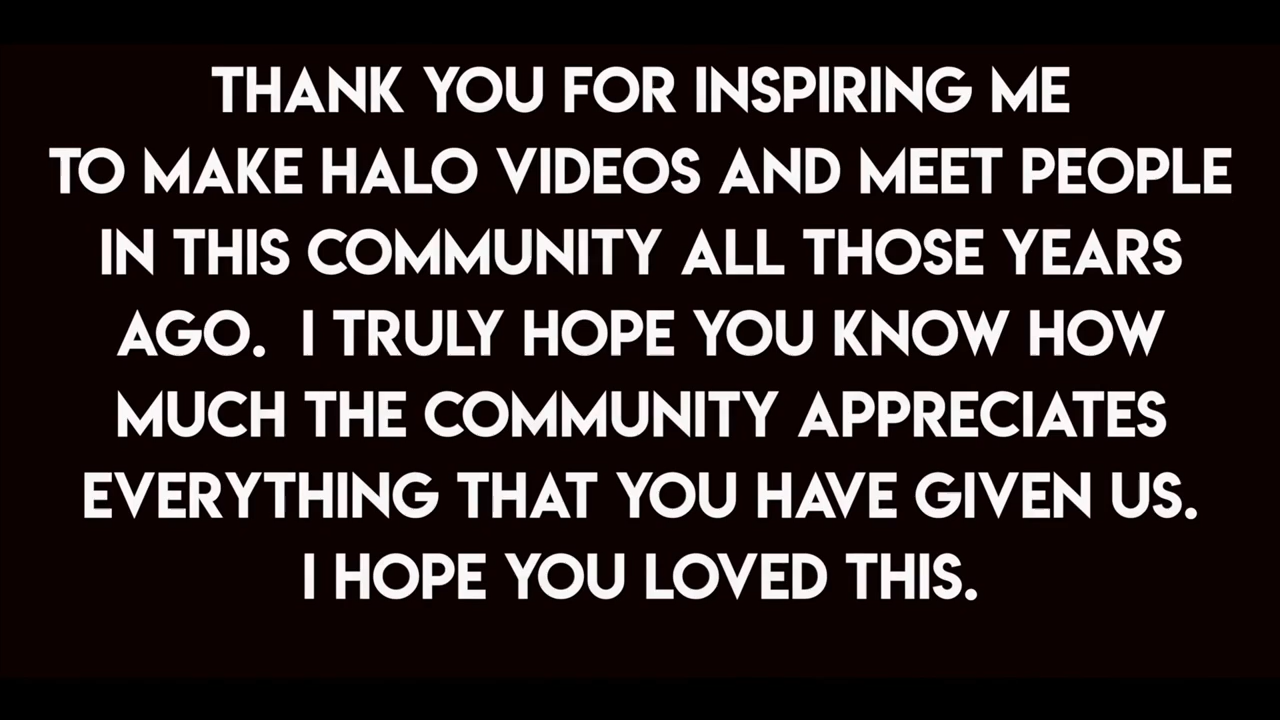 THANK YOU FOR INSPIRING ME
TO MAKE HALO VIDEOS AND MEET PEOPLE
IN THIS COMMUNITY ALL THOSE YEARS
AGO.  I TRULY HOPE YOU KNOW HOW
MUCH THE COMMUNITY APPRECIATES
EVERYTHING THAT YOU HAVE GIVEN US.
I HOPE YOU LOVED THIS.